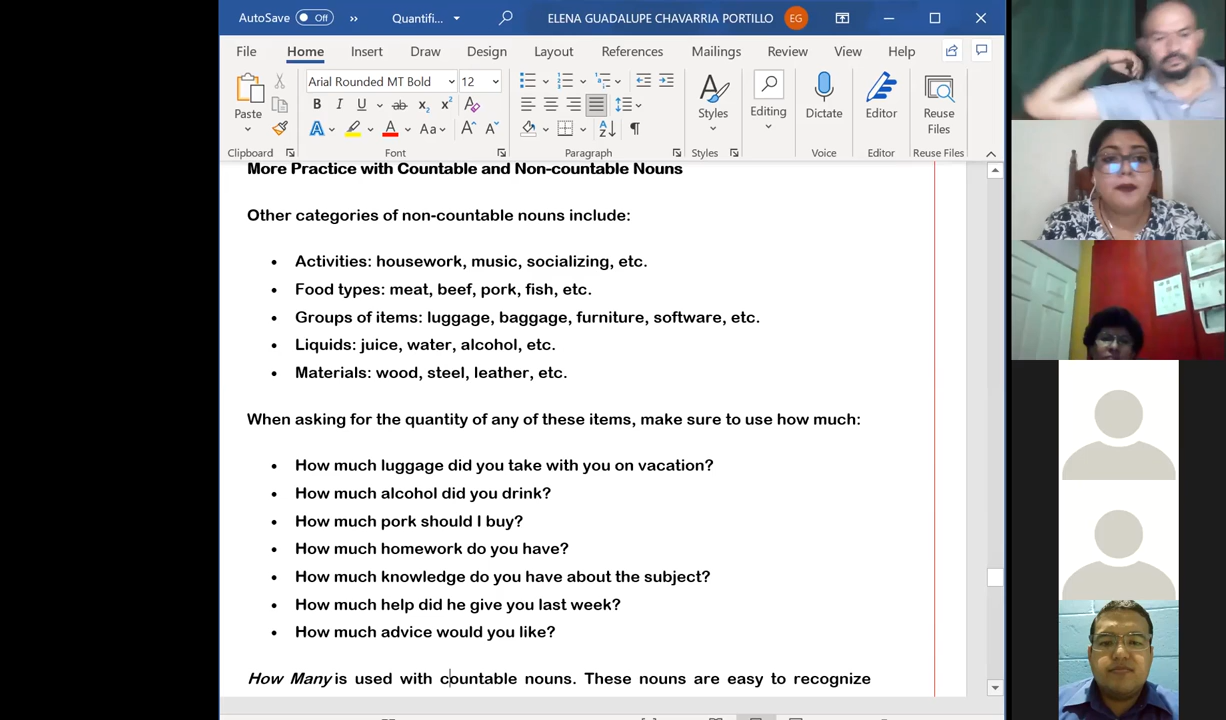 AutoSave Off Quantifi... ELENA GUADALUPE CHAVARRIA PORTILLO EG
File Home Insert Draw Design Layout References Mailings Review View Help
Arial Rounded MT Bold 12
B I U ab x₂ x² A
A A Aa A A
Paste Styles Editing Dictate Editor Reuse Files
Clipboard Font Paragraph Styles Voice Editor Reuse Files
More Practice with Countable and Non-countable Nouns
Other categories of non-countable nouns include:
• Activities: housework, music, socializing, etc.
• Food types: meat, beef, pork, fish, etc.
• Groups of items: luggage, baggage, furniture, software, etc.
• Liquids: juice, water, alcohol, etc.
• Materials: wood, steel, leather, etc.
When asking for the quantity of any of these items, make sure to use how much:
• How much luggage did you take with you on vacation?
• How much alcohol did you drink?
• How much pork should I buy?
• How much homework do you have?
• How much knowledge do you have about the subject?
• How much help did he give you last week?
• How much advice would you like?
How Many is used with countable nouns. These nouns are easy to recognize